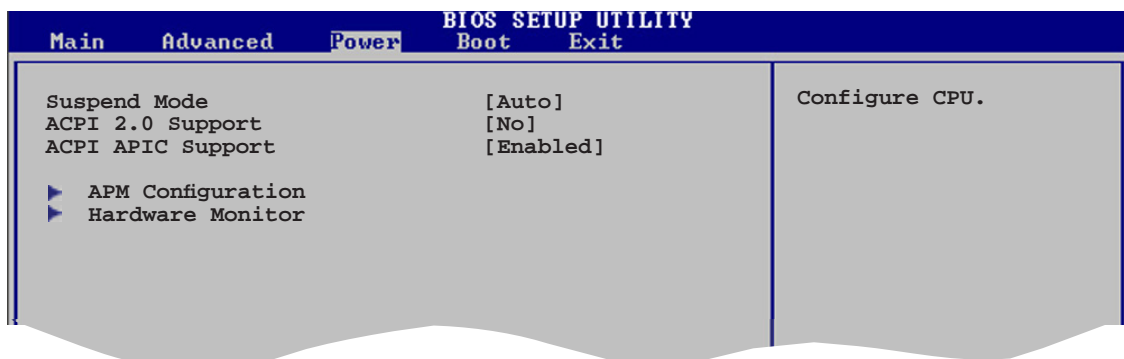 BIOS SETUP UTILITY
Main Advanced Power Boot Exit
Suspend Mode [Auto]
ACPI 2.0 Support [No]
ACPI APIC Support [Enabled]
APM Configuration
Hardware Monitor
Configure CPU.